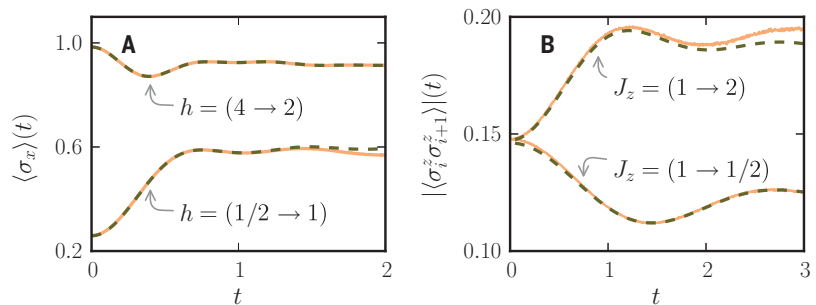 A
1.0
0.6
0.2
⟨σ_x⟩(t)
h = (4 → 2)
h = (1/2 → 1)
0
1
2
t
B
0.20
0.15
0.10
|⟨σ_i^z σ_{i+1}^z⟩|(t)
J_z = (1 → 2)
J_z = (1 → 1/2)
0
1
2
3
t